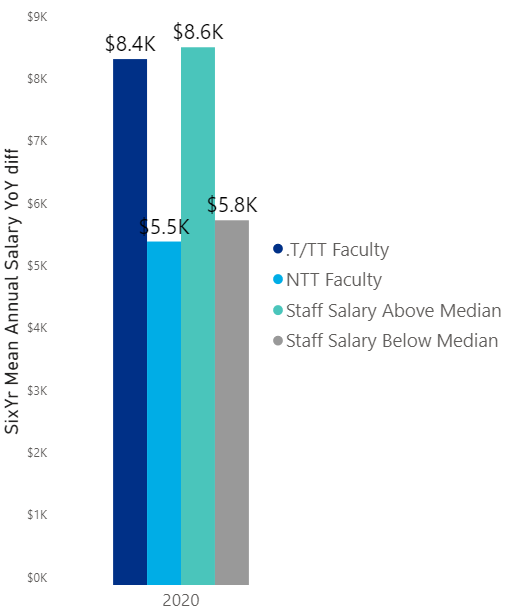 SixYr Mean Annual Salary YoY diff
$9K
$8K
$7K
$6K
$5K
$4K
$3K
$2K
$1K
$0K
$8.4K
$5.5K
$8.6K
$5.8K
2020
.T/TT Faculty
NTT Faculty
Staff Salary Above Median
Staff Salary Below Median